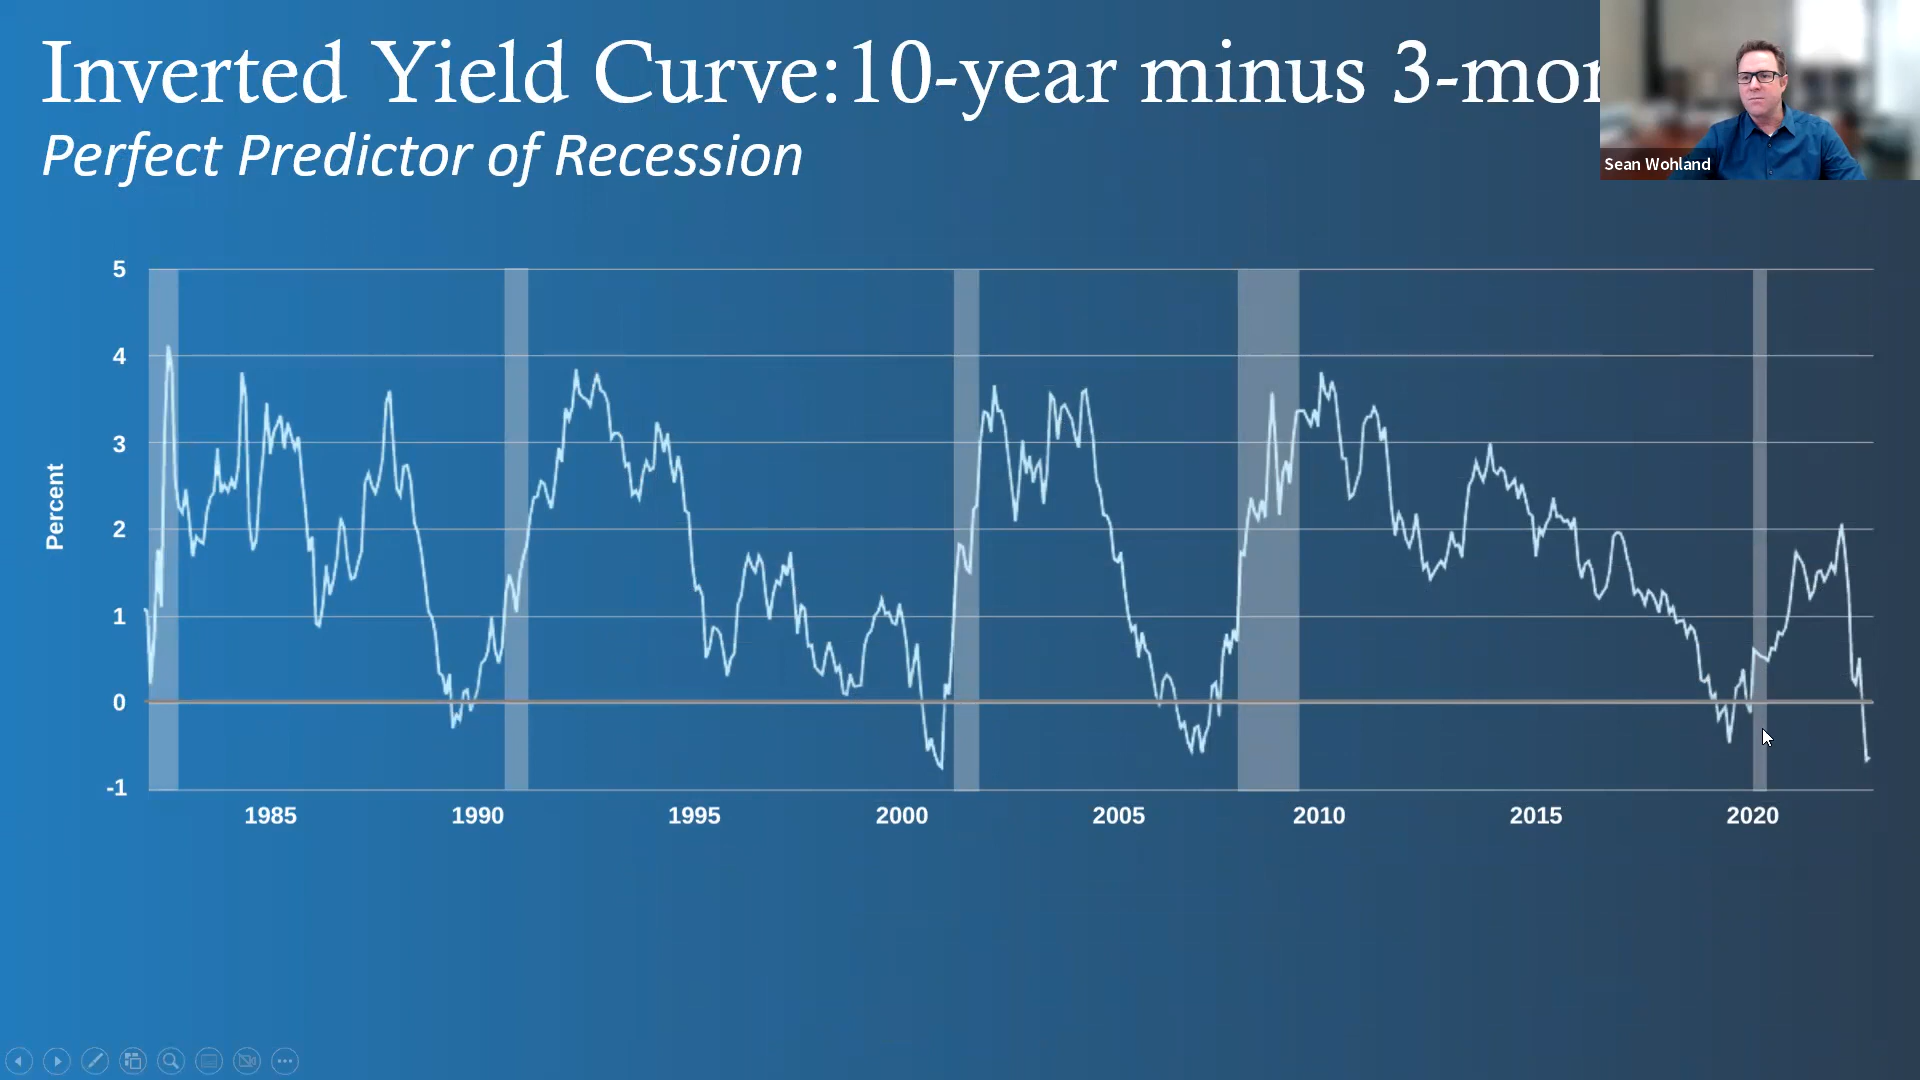 Inverted Yield Curve:10-year minus 3-mon
Perfect Predictor of Recession
Sean Wohland
5
4
3
2
1
0
-1
Percent
1985 1990 1995 2000 2005 2010 2015 2020